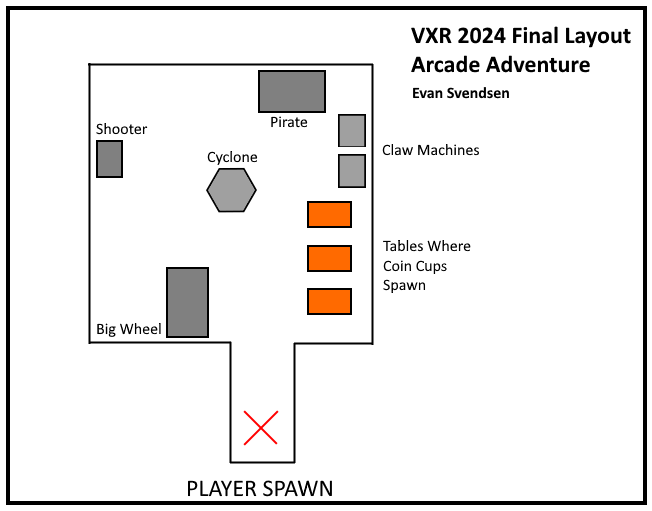 VXR 2024 Final Layout
Arcade Adventure
Evan Svendsen
Pirate
Shooter
Claw Machines
Cyclone
Tables Where
Coin Cups
Spawn
Big Wheel
PLAYER SPAWN